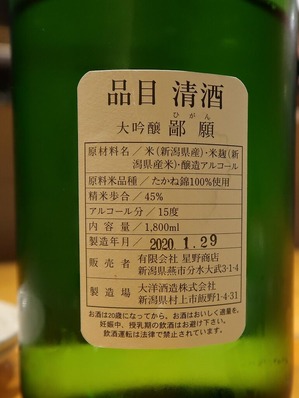 品目 清酒
ひがん
大吟醸 鄙願
原材料名／米(新潟県産)・米麹(新潟県産米)・醸造アルコール
原料米品種／たかね錦100%使用
精米歩合／45%
アルコール分／15度
内容量／1,800ml
製造年月／2020.1.29
販売者／有限会社 星野商店
新潟県燕市分水大武3-1-4
製造場／大洋酒造株式会社
新潟県村上市飯野1-4-31
お酒は20歳になってから。お酒はおいしく適量を。
妊娠中、授乳期の飲酒はお避け下さい。
飲酒運転は法律で禁止されています。